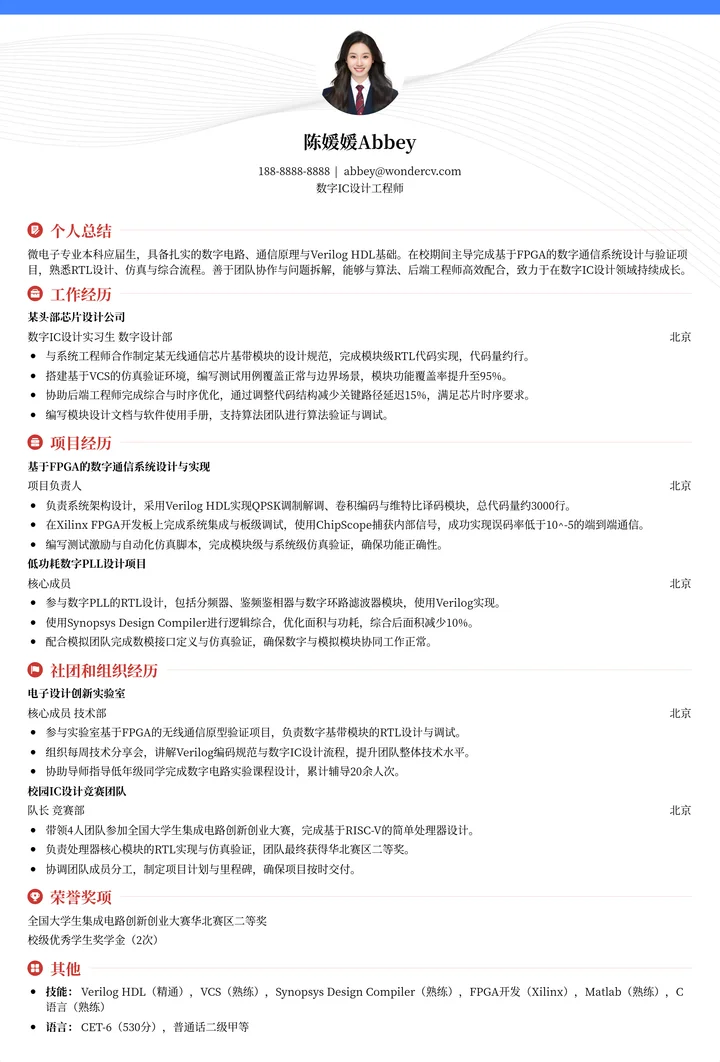 陈媛媛Abbey
188-8888-8888 | abbey@wondercv.com
数字IC设计工程师
个人总结
微电子专业本科应届生，具备扎实的数字电路、通信原理与Verilog HDL基础。在校期间主导完成基于FPGA的数字通信系统设计与验证项
目，熟悉RTL设计、仿真与综合流程。善于团队协作与问题拆解，能够与算法、后端工程师高效配合，致力于在数字IC设计领域持续成长。
工作经历
某头部芯片设计公司
数字IC设计实习生 数字设计部 北京
• 与系统工程师合作制定某无线通信芯片基带模块的设计规范，完成模块级RTL代码实现，代码量约行。
• 搭建基于VCS的仿真验证环境，编写测试用例覆盖正常与边界场景，模块功能覆盖率提升至95%。
• 协助后端工程师完成综合与时序优化，通过调整代码结构减少关键路径延迟15%，满足芯片时序要求。
• 编写模块设计文档与软件使用手册，支持算法团队进行算法验证与调试。
项目经历
基于FPGA的数字通信系统设计与实现
项目负责人 北京
• 负责系统架构设计，采用Verilog HDL实现QPSK调制解调、卷积编码与维特比译码模块，总代码量约3000行。
• 在Xilinx FPGA开发板上完成系统集成与板级调试，使用ChipScope捕获内部信号，成功实现误码率低于10^-5的端到端通信。
• 编写测试激励与自动化仿真脚本，完成模块级与系统级仿真验证，确保功能正确性。
低功耗数字PLL设计项目
核心成员 北京
• 参与数字PLL的RTL设计，包括分频器、鉴频鉴相器与数字环路滤波器模块，使用Verilog实现。
• 使用Synopsys Design Compiler进行逻辑综合，优化面积与功耗，综合后面积减少10%。
• 配合模拟团队完成数模接口定义与仿真验证，确保数字与模拟模块协同工作正常。
社团和组织经历
电子设计创新实验室
核心成员 技术部 北京
• 参与实验室基于FPGA的无线通信原型验证项目，负责数字基带模块的RTL设计与调试。
• 组织每周技术分享会，讲解Verilog编码规范与数字IC设计流程，提升团队整体技术水平。
• 协助导师指导低年级同学完成数字电路实验课程设计，累计辅导20余人次。
校园IC设计竞赛团队
队长 竞赛部 北京
• 带领4人团队参加全国大学生集成电路创新创业大赛，完成基于RISC-V的简单处理器设计。
• 负责处理器核心模块的RTL实现与仿真验证，团队最终获得华北赛区二等奖。
• 协调团队成员分工，制定项目计划与里程碑，确保项目按时交付。
荣誉奖项
全国大学生集成电路创新创业大赛华北赛区二等奖
校级优秀学生奖学金（2次）
其他
• 技能： Verilog HDL（精通），VCS（熟练），Synopsys Design Compiler（熟练），FPGA开发（Xilinx），Matlab（熟练），C
语言（熟练）
• 语言： CET-6（530分），普通话二级甲等